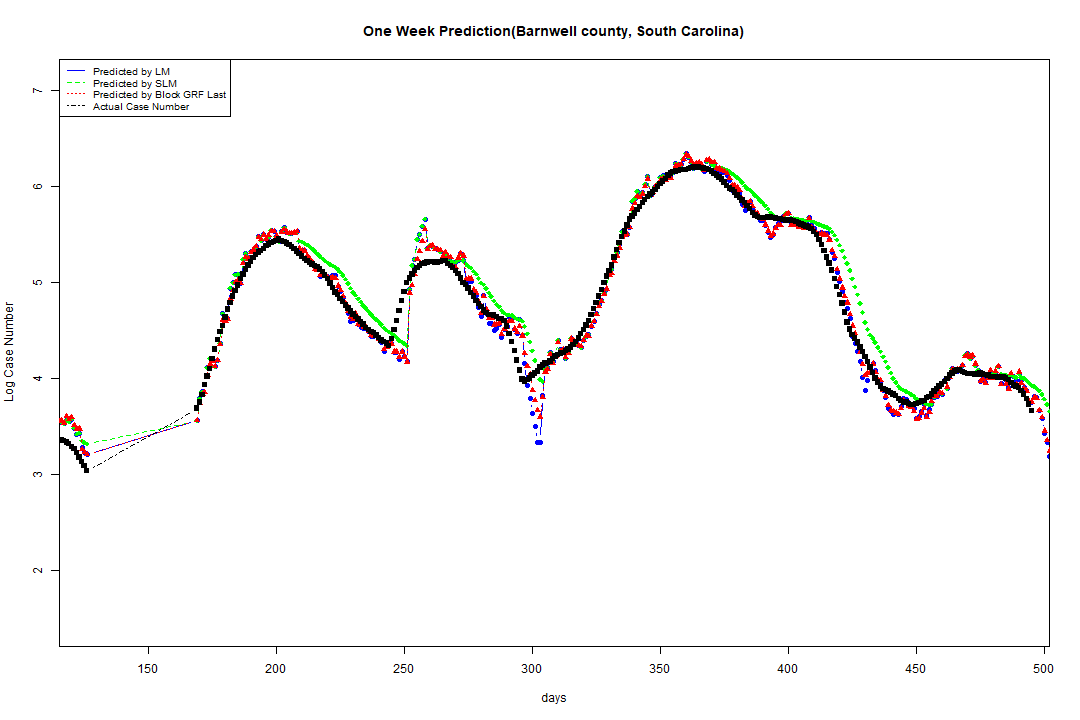 One Week Prediction(Barnwell county, South Carolina)
Predicted by LM
Predicted by SLM
Predicted by Block GRF Last
Actual Case Number
7
6
5
4
3
2
Log Case Number
150 200 250 300 350 400 450 500
days